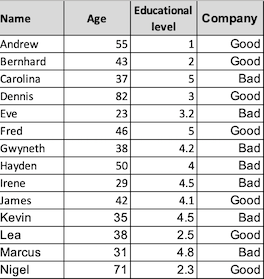 Name Age Educational level Company
Andrew 55 1 Good
Bernhard 43 2 Good
Carolina 37 5 Bad
Dennis 82 3 Good
Eve 23 3.2 Bad
Fred 46 5 Good
Gwyneth 38 4.2 Bad
Hayden 50 4 Bad
Irene 29 4.5 Bad
James 42 4.1 Good
Kevin 35 4.5 Bad
Lea 38 2.5 Good
Marcus 31 4.8 Bad
Nigel 71 2.3 Good